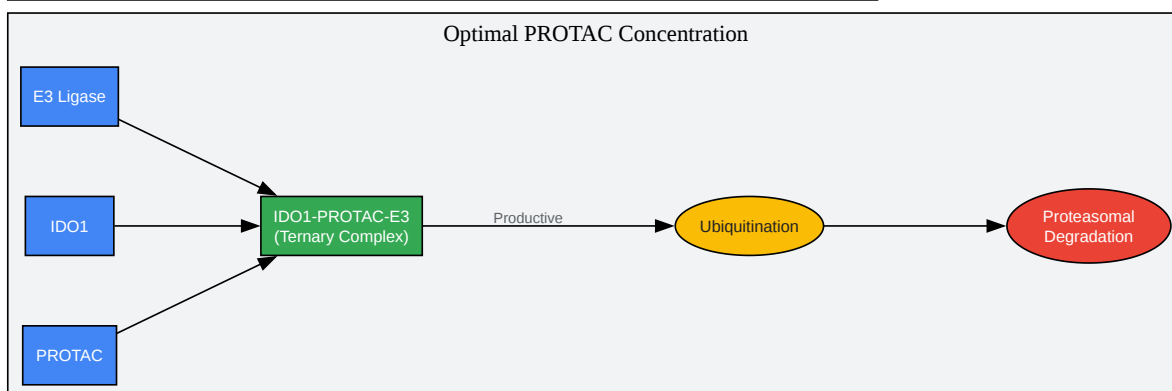 Optimal PROTAC Concentration
E3 Ligase
IDO1
PROTAC
IDO1-PROTAC-E3
(Ternary Complex)
Productive
Ubiquitination
Proteasomal
Degradation